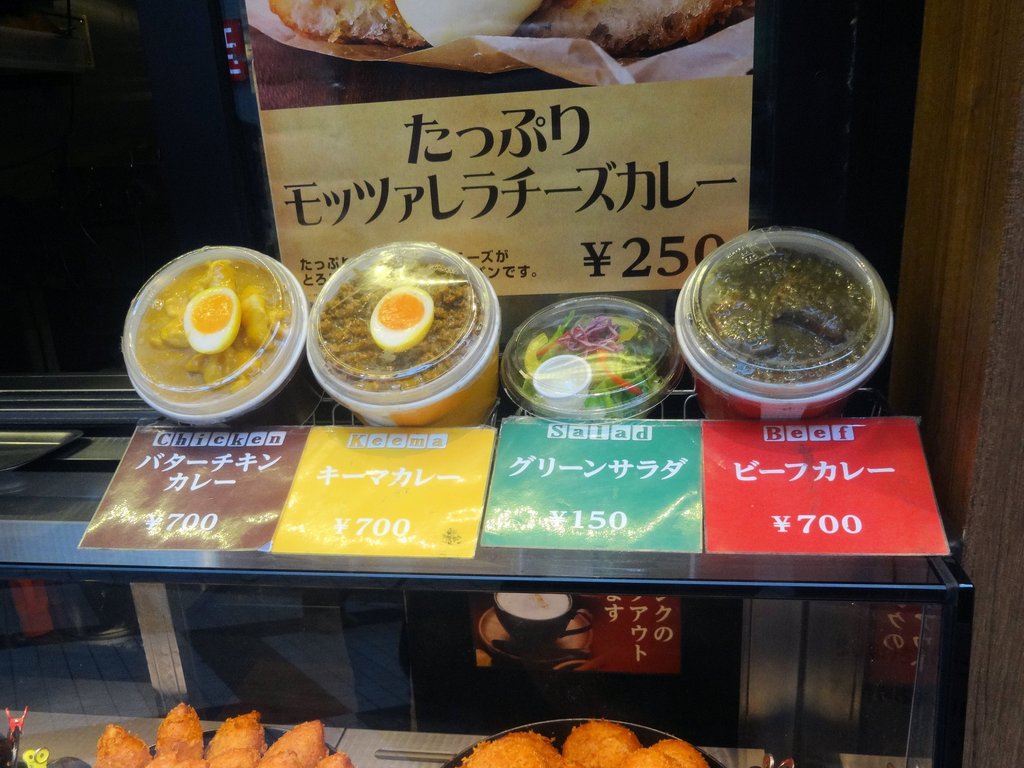 たっぷり
モッツァレラチーズカレー
¥250
Chicken
バターチキン
カレー
¥700
Keema
キーマカレー
¥700
Salad
グリーンサラダ
¥150
Beef
ビーフカレー
¥700